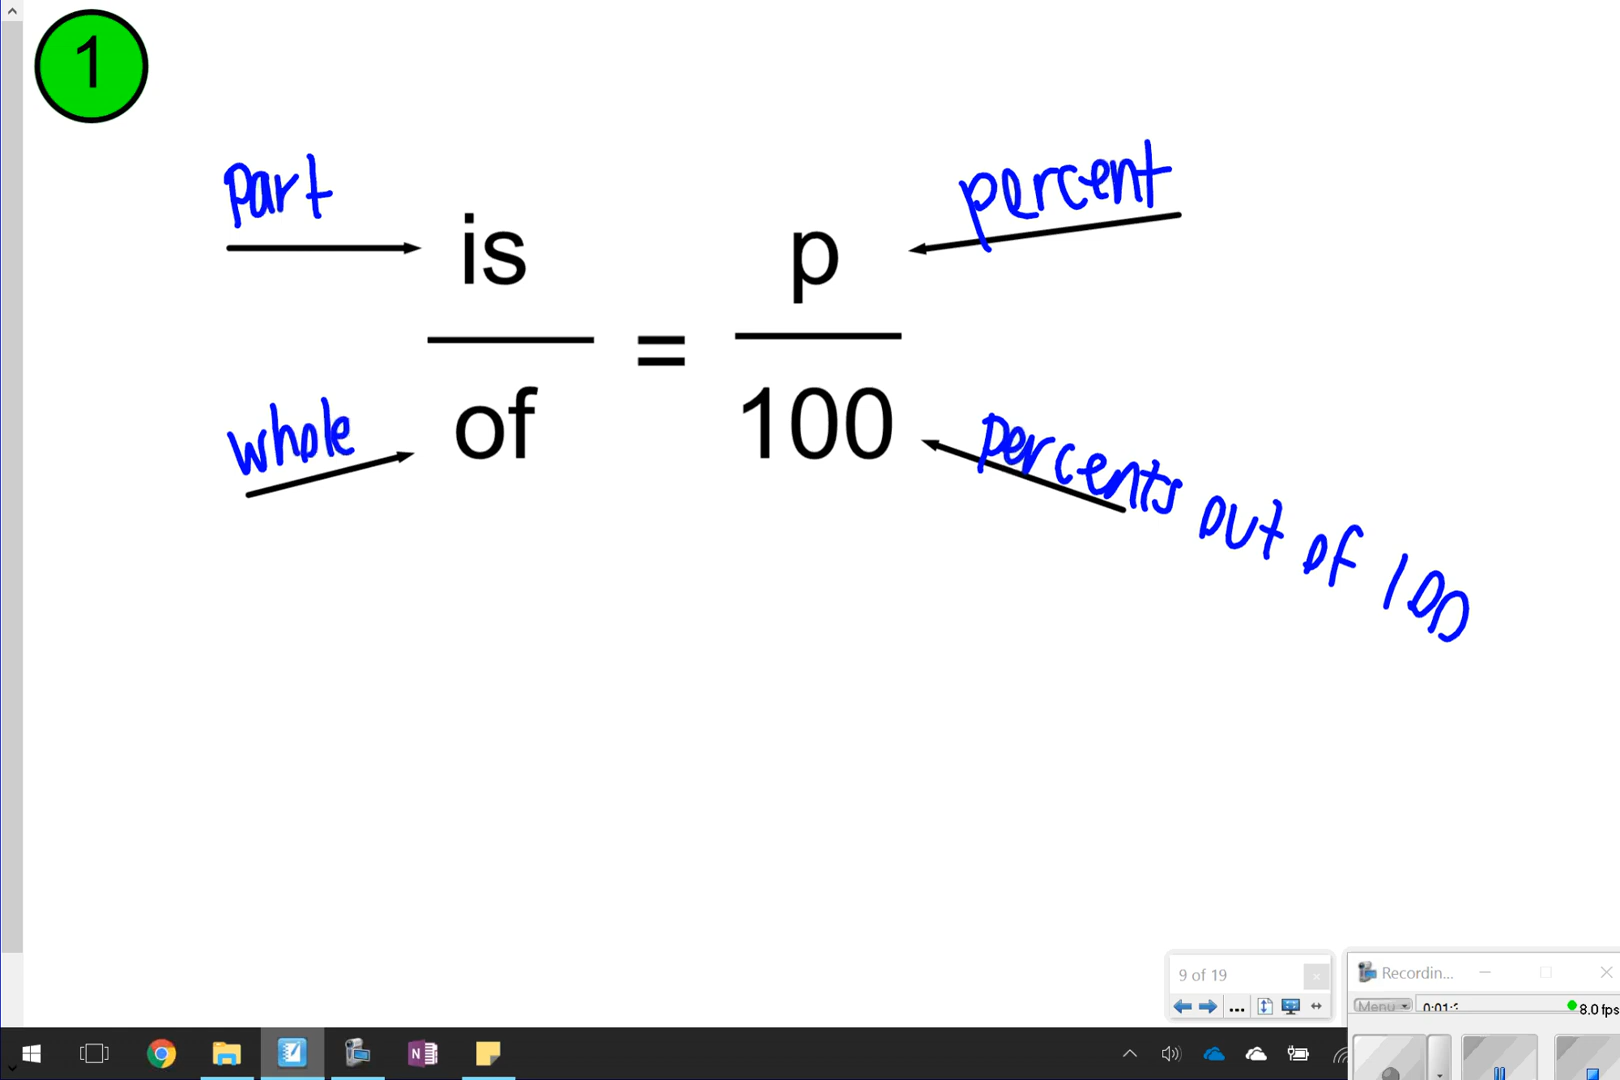 1
part
percent
is
p
=
whole
of
100
percents out of 100
9 of 19
Recordin...
Menu
8.0 fps
N